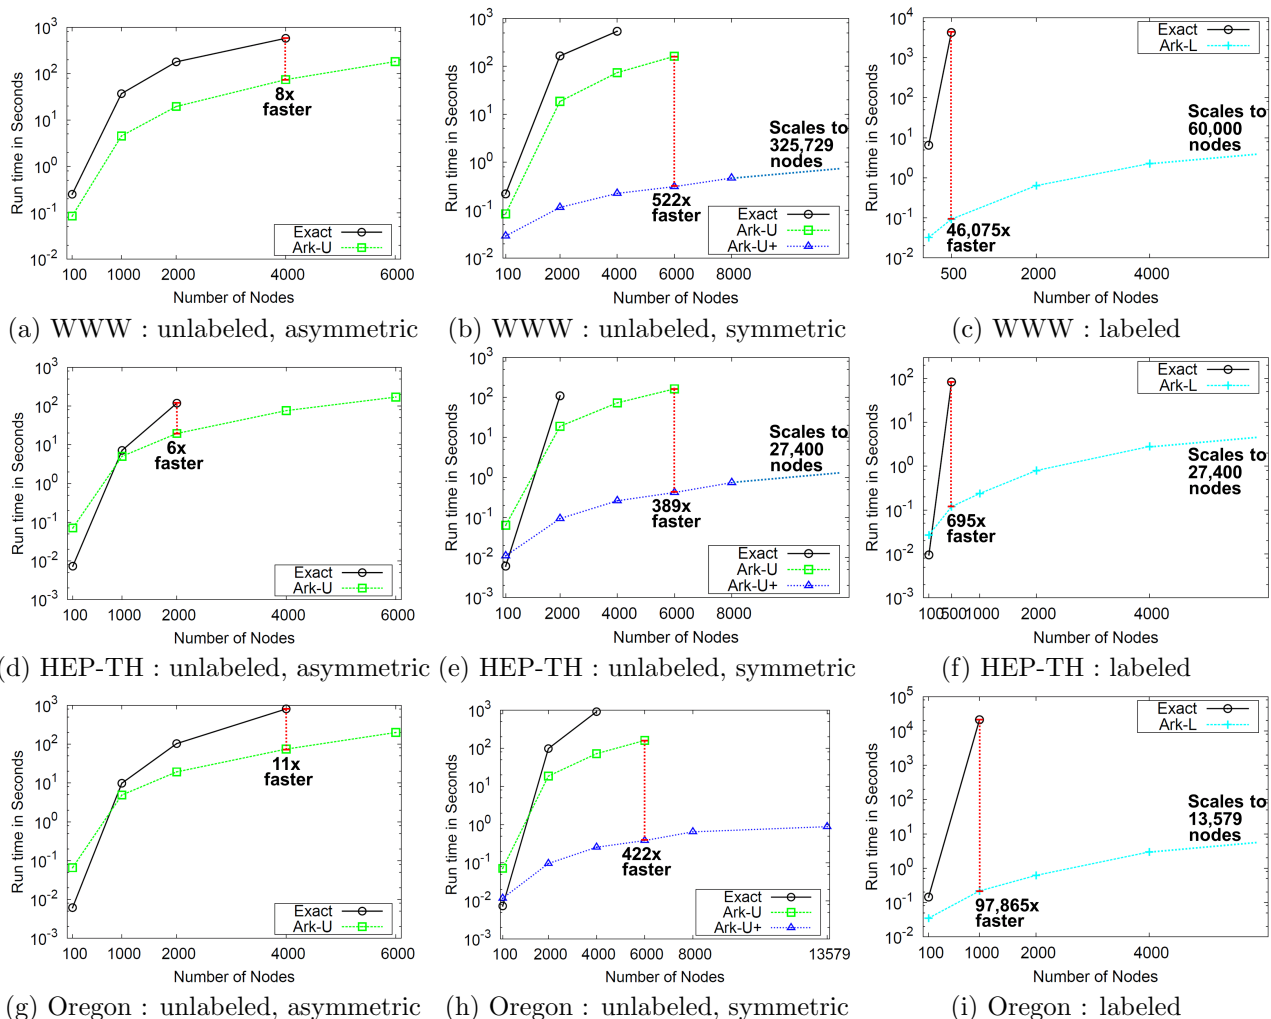 10^3
10^2
10^1
10^0
10^-1
10^-2
Run time in Seconds
8x
faster
Exact
Ark-U
100 1000 2000 4000 6000
Number of Nodes
(a) WWW : unlabeled, asymmetric
10^3
10^2
10^1
10^0
10^-1
10^-2
Run time in Seconds
Scales to
325,729
nodes
522x
faster
Exact
Ark-U
Ark-U+
100 2000 4000 6000 8000
Number of Nodes
(b) WWW : unlabeled, symmetric
10^4
10^3
10^2
10^1
10^0
10^-1
10^-2
Run time in Seconds
Exact
Ark-L
Scales to
60,000
nodes
46,075x
faster
100 500 2000 4000
Number of Nodes
(c) WWW : labeled
10^3
10^2
10^1
10^0
10^-1
10^-2
10^-3
Run time in Seconds
6x
faster
Exact
Ark-U
100 1000 2000 4000 6000
Number of Nodes
(d) HEP-TH : unlabeled, asymmetric
10^3
10^2
10^1
10^0
10^-1
10^-2
10^-3
Run time in Seconds
Scales to
27,400
nodes
389x
faster
Exact
Ark-U
Ark-U+
100 2000 4000 6000 8000
Number of Nodes
(e) HEP-TH : unlabeled, symmetric
10^2
10^1
10^0
10^-1
10^-2
10^-3
Run time in Seconds
Exact
Ark-L
Scales to
27,400
nodes
695x
faster
100 500 1000 2000 4000
Number of Nodes
(f) HEP-TH : labeled
10^3
10^2
10^1
10^0
10^-1
10^-2
10^-3
Run time in Seconds
11x
faster
Exact
Ark-U
100 1000 2000 4000 6000
Number of Nodes
(g) Oregon : unlabeled, asymmetric
10^3
10^2
10^1
10^0
10^-1
10^-2
10^-3
Run time in Seconds
422x
faster
Exact
Ark-U
Ark-U+
100 2000 4000 6000 8000 13579
Number of Nodes
(h) Oregon : unlabeled, symmetric
10^5
10^4
10^3
10^2
10^1
10^0
10^-1
10^-2
Run time in Seconds
Exact
Ark-L
Scales to
13,579
nodes
97,865x
faster
100 1000 2000 4000
Number of Nodes
(i) Oregon : labeled